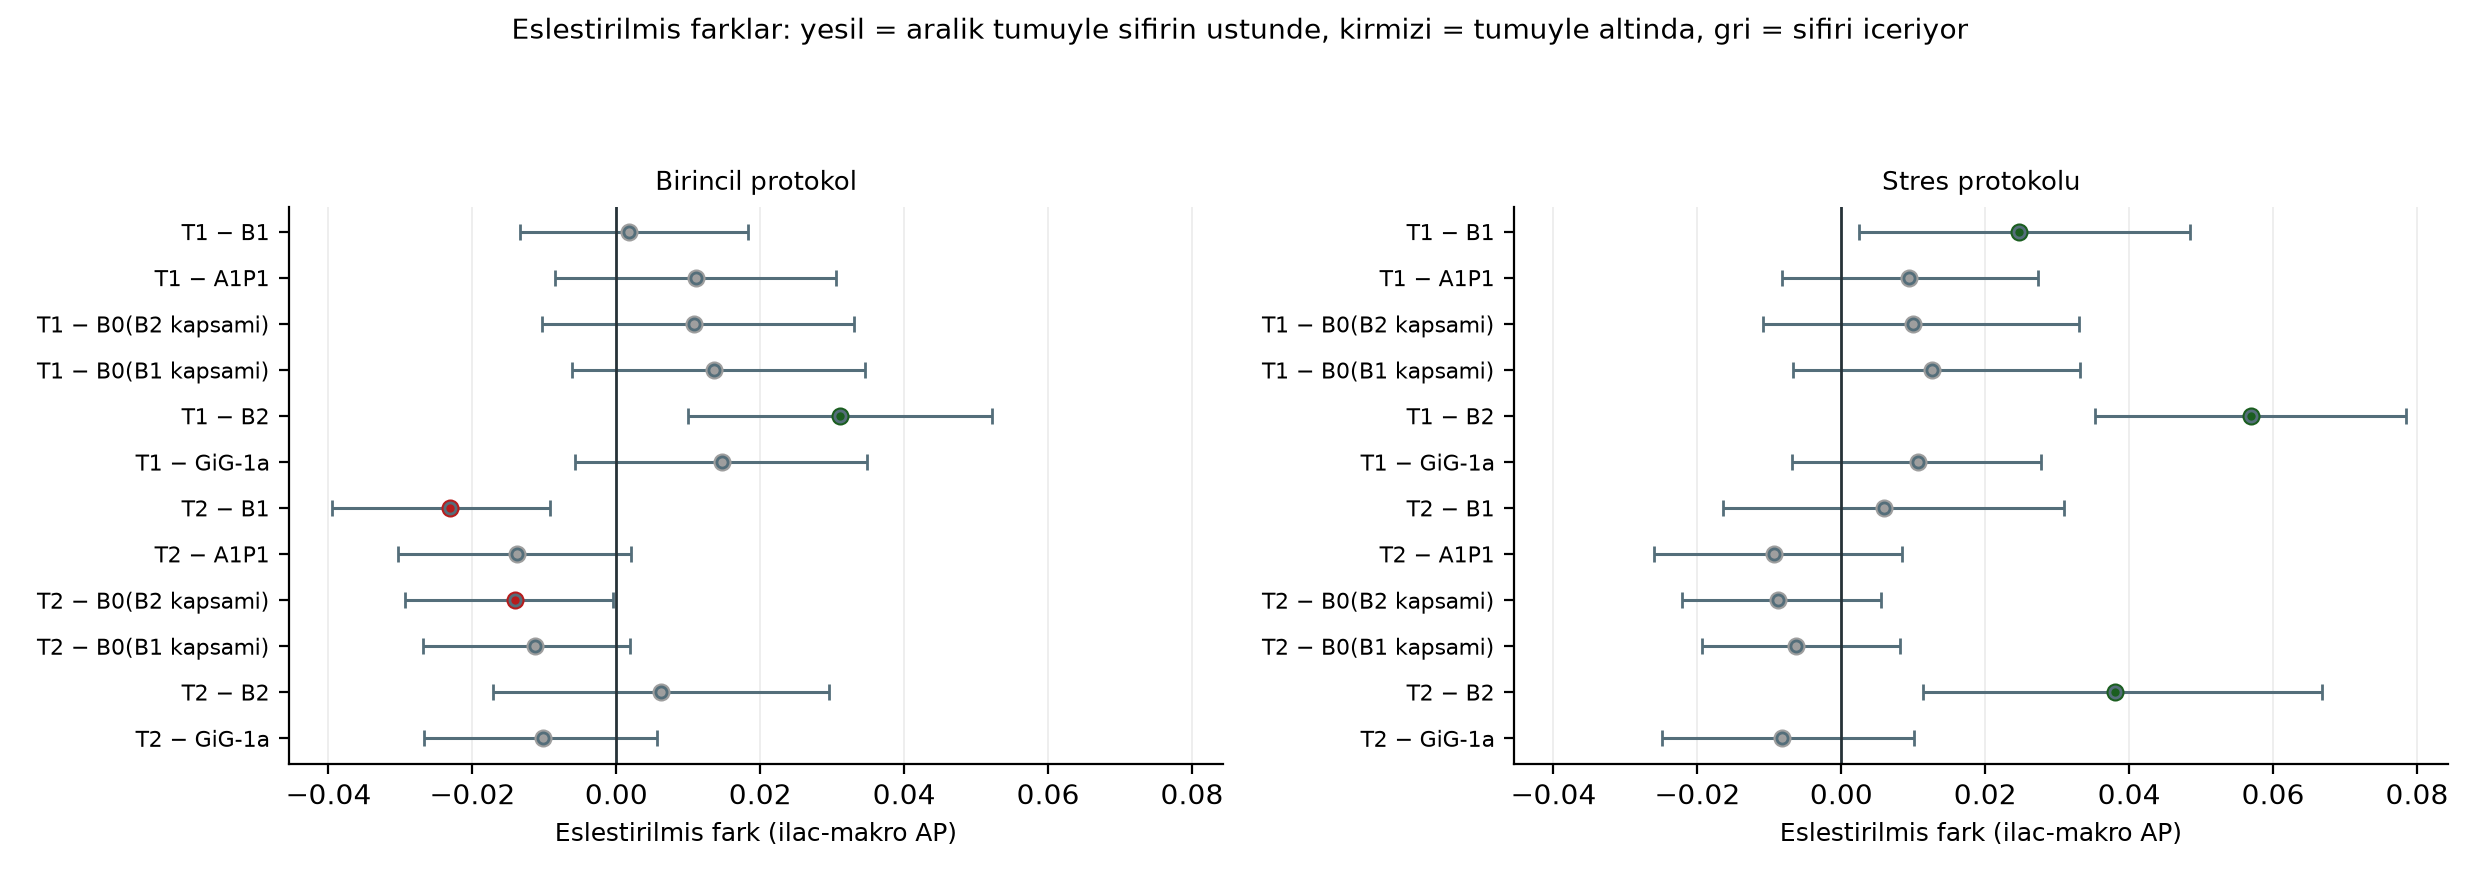 Eslestirilmis farklar: yesil = aralik tumuyle sifirin ustunde, kirmizi = tumuyle altinda, gri = sifiri iceriyor
Birincil protokol
T1 − B1
T1 − A1P1
T1 − B0(B2 kapsami)
T1 − B0(B1 kapsami)
T1 − B2
T1 − GiG-1a
T2 − B1
T2 − A1P1
T2 − B0(B2 kapsami)
T2 − B0(B1 kapsami)
T2 − B2
T2 − GiG-1a
−0.04 −0.02 0.00 0.02 0.04 0.06 0.08
Eslestirilmis fark (ilac-makro AP)
Stres protokolu
T1 − B1
T1 − A1P1
T1 − B0(B2 kapsami)
T1 − B0(B1 kapsami)
T1 − B2
T1 − GiG-1a
T2 − B1
T2 − A1P1
T2 − B0(B2 kapsami)
T2 − B0(B1 kapsami)
T2 − B2
T2 − GiG-1a
−0.04 −0.02 0.00 0.02 0.04 0.06 0.08
Eslestirilmis fark (ilac-makro AP)